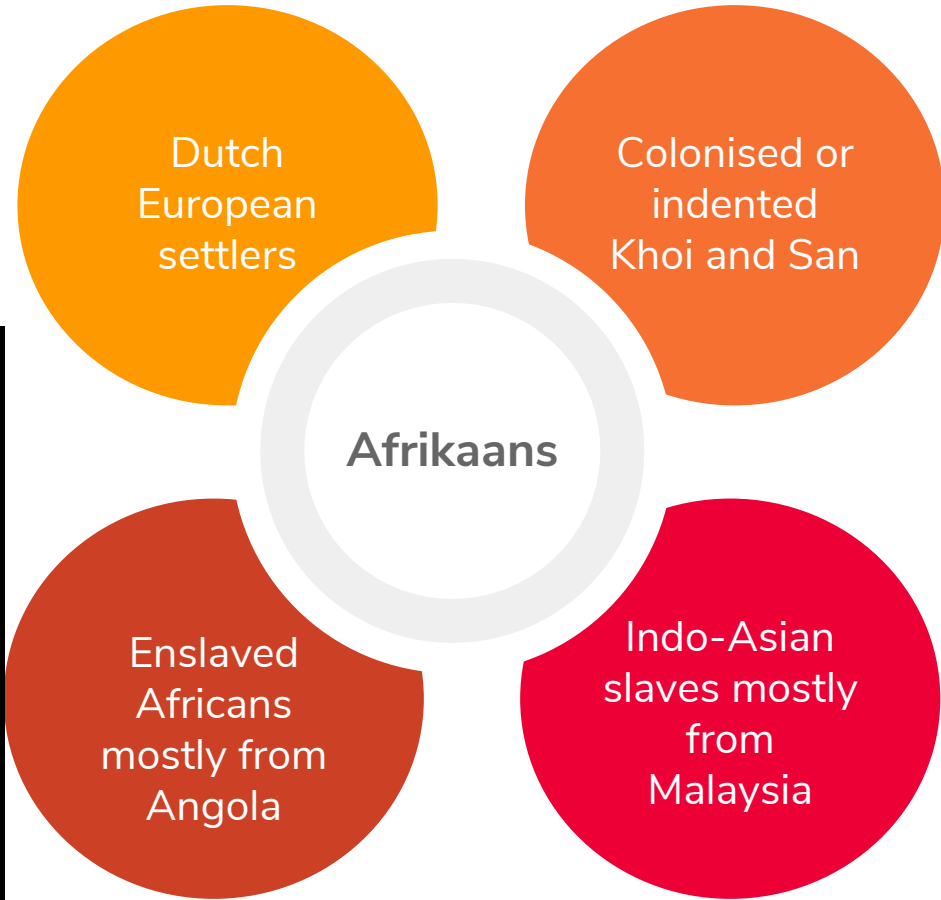 Dutch
European
settlers
Colonised or
indented
Khoi and San
Afrikaans
Enslaved
Africans
mostly from
Angola
Indo-Asian
slaves mostly
from
Malaysia